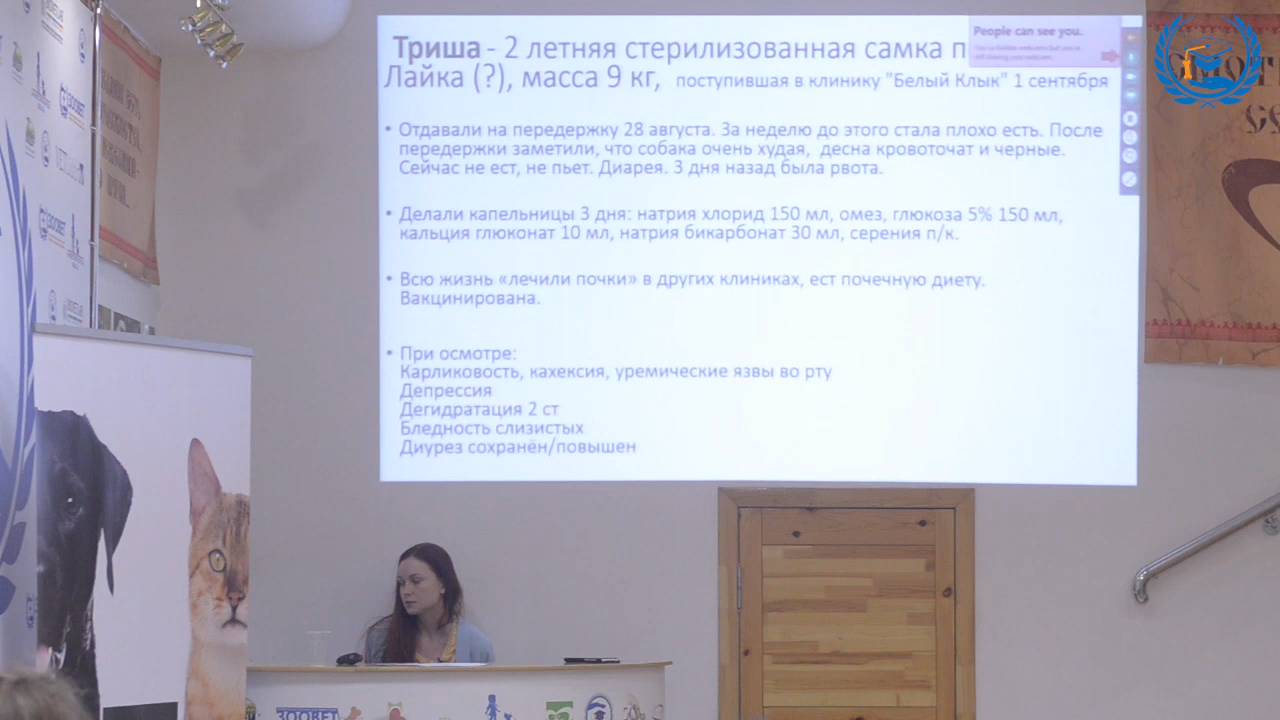 Триша - 2 летняя стерилизованная самка п
Лайка (?), масса 9 кг, поступившая в клинику "Белый Клык" 1 сентября
People can see you.
• Отдавали на передержку 28 августа. За неделю до этого стала плохо есть. После
передержки заметили, что собака очень худая, десна кровоточат и черные.
Сейчас не ест, не пьет. Диарея. 3 дня назад была рвота.
• Делали капельницы 3 дня: натрия хлорид 150 мл, омез, глюкоза 5% 150 мл,
кальция глюконат 10 мл, натрия бикарбонат 30 мл, серения п/к.
• Всю жизнь «лечили почки» в других клиниках, ест почечную диету.
Вакцинирована.
• При осмотре:
Карликовость, кахексия, уремические язвы во рту
Депрессия
Дегидратация 2 ст
Бледность слизистых
Диурез сохранён/повышен
ЗООВЕТ
ЗООВЕТ
ЗООВЕТ